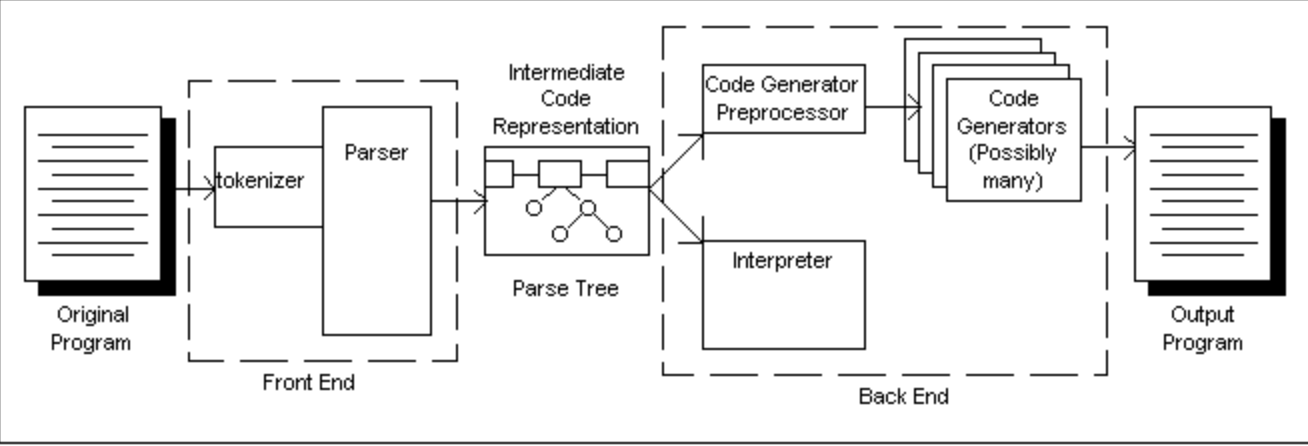 Original
Program
tokenizer
Parser
Front End
Intermediate
Code
Representation
Parse Tree
Code Generator
Preprocessor
Interpreter
Code
Generators
(Possibly
many)
Back End
Output
Program